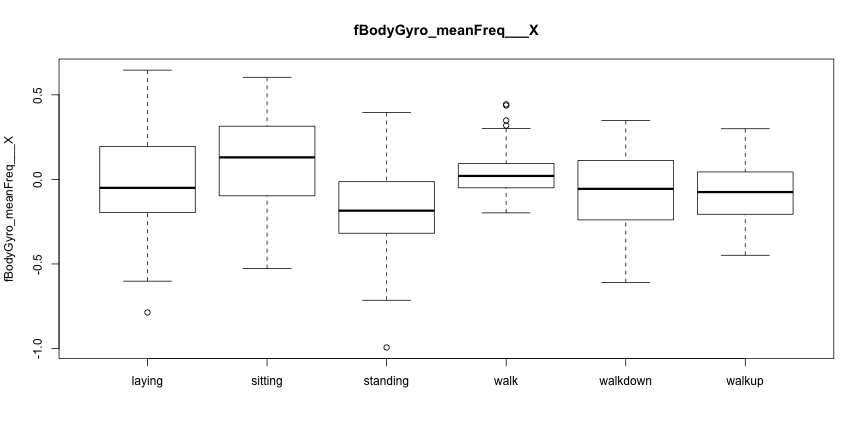 fBodyGyro_meanFreq___X
fBodyGyro_meanFreq___X
0.5
0.0
-0.5
-1.0
laying sitting standing walk walkdown walkup